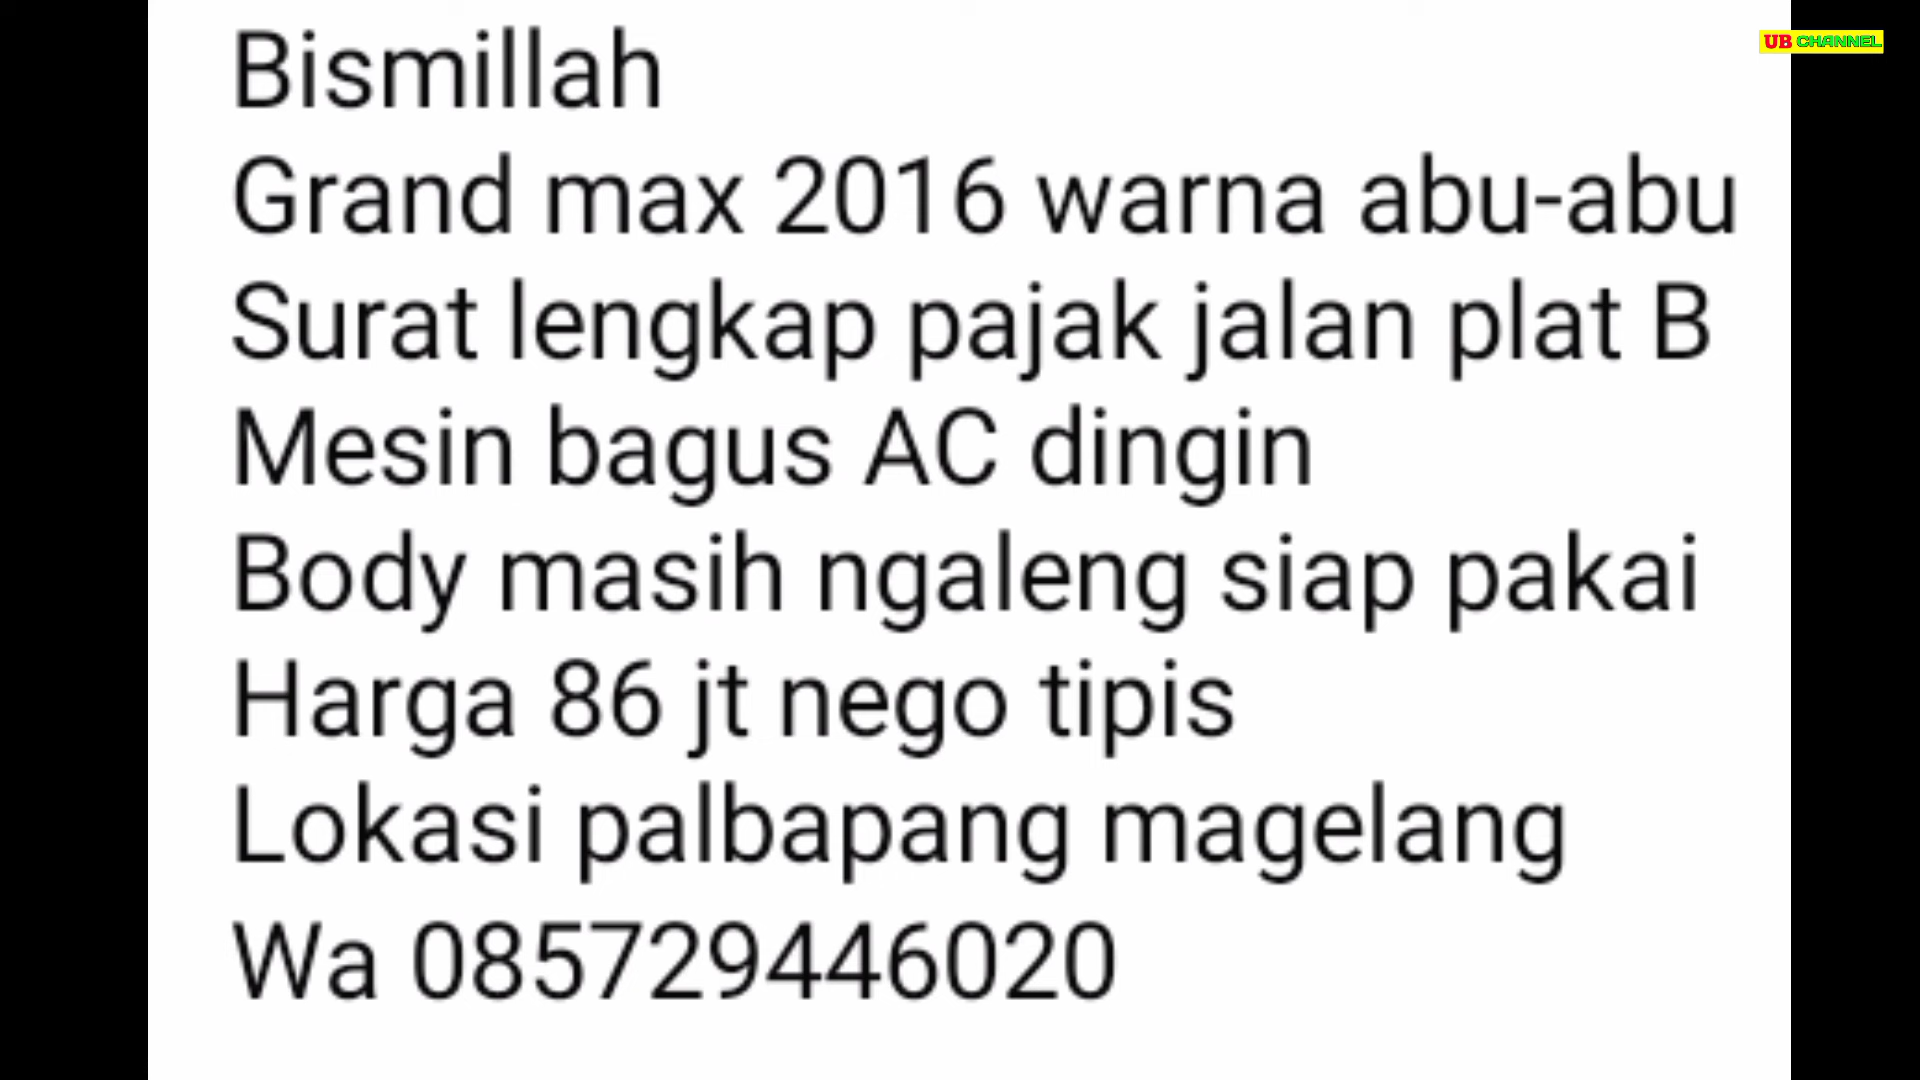 Bismillah
UB CHANNEL
Grand max 2016 warna abu-abu
Surat lengkap pajak jalan plat B
Mesin bagus AC dingin
Body masih ngaleng siap pakai
Harga 86 jt nego tipis
Lokasi palbapang magelang
Wa 085729446020